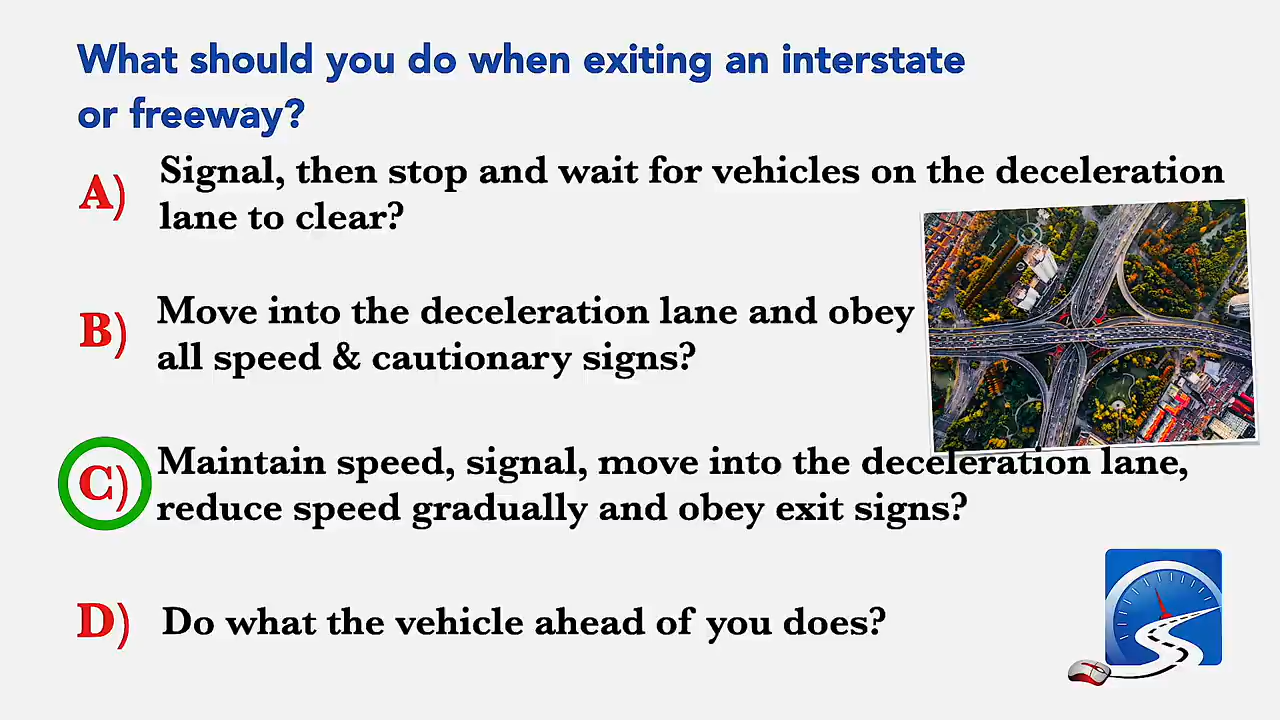 What should you do when exiting an interstate
or freeway?
A) Signal, then stop and wait for vehicles on the deceleration
lane to clear?
B) Move into the deceleration lane and obey
all speed & cautionary signs?
C) Maintain speed, signal, move into the deceleration lane,
reduce speed gradually and obey exit signs?
D) Do what the vehicle ahead of you does?